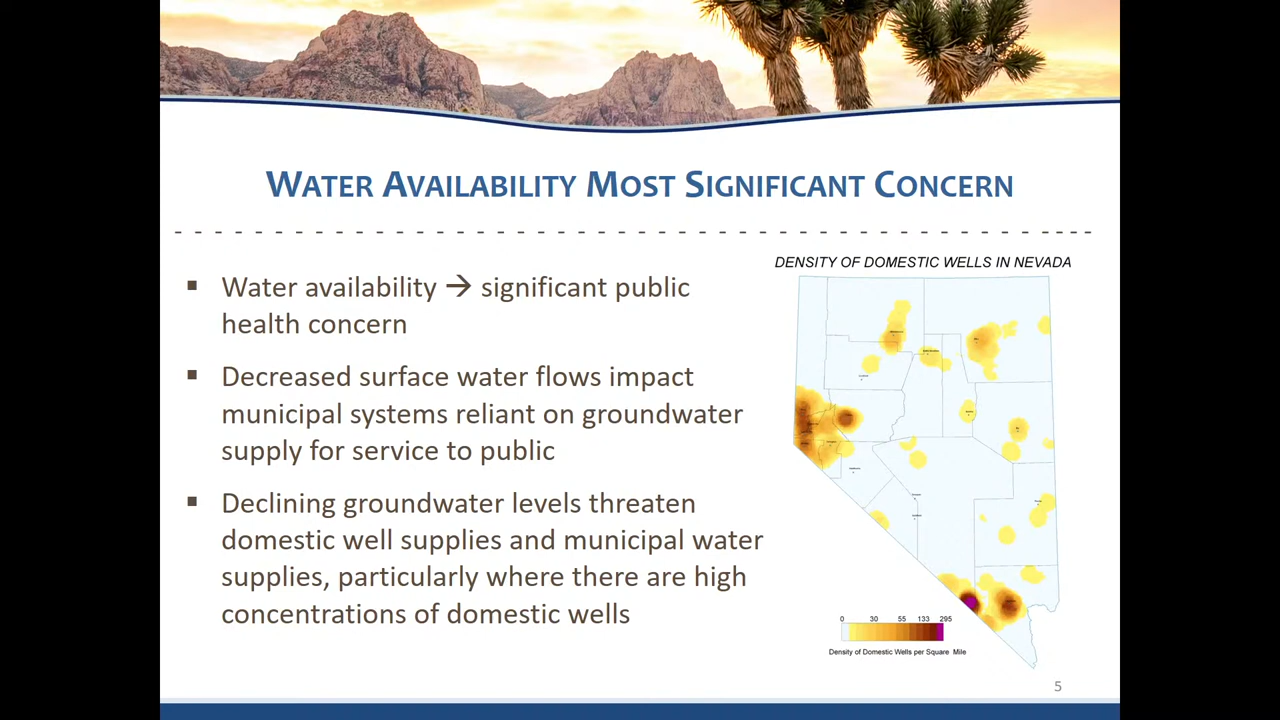 WATER AVAILABILITY MOST SIGNIFICANT CONCERN
▪ Water availability → significant public
health concern
▪ Decreased surface water flows impact
municipal systems reliant on groundwater
supply for service to public
▪ Declining groundwater levels threaten
domestic well supplies and municipal water
supplies, particularly where there are high
concentrations of domestic wells
DENSITY OF DOMESTIC WELLS IN NEVADA
0 30 55 133 295
Density of Domestic Wells per Square Mile
5